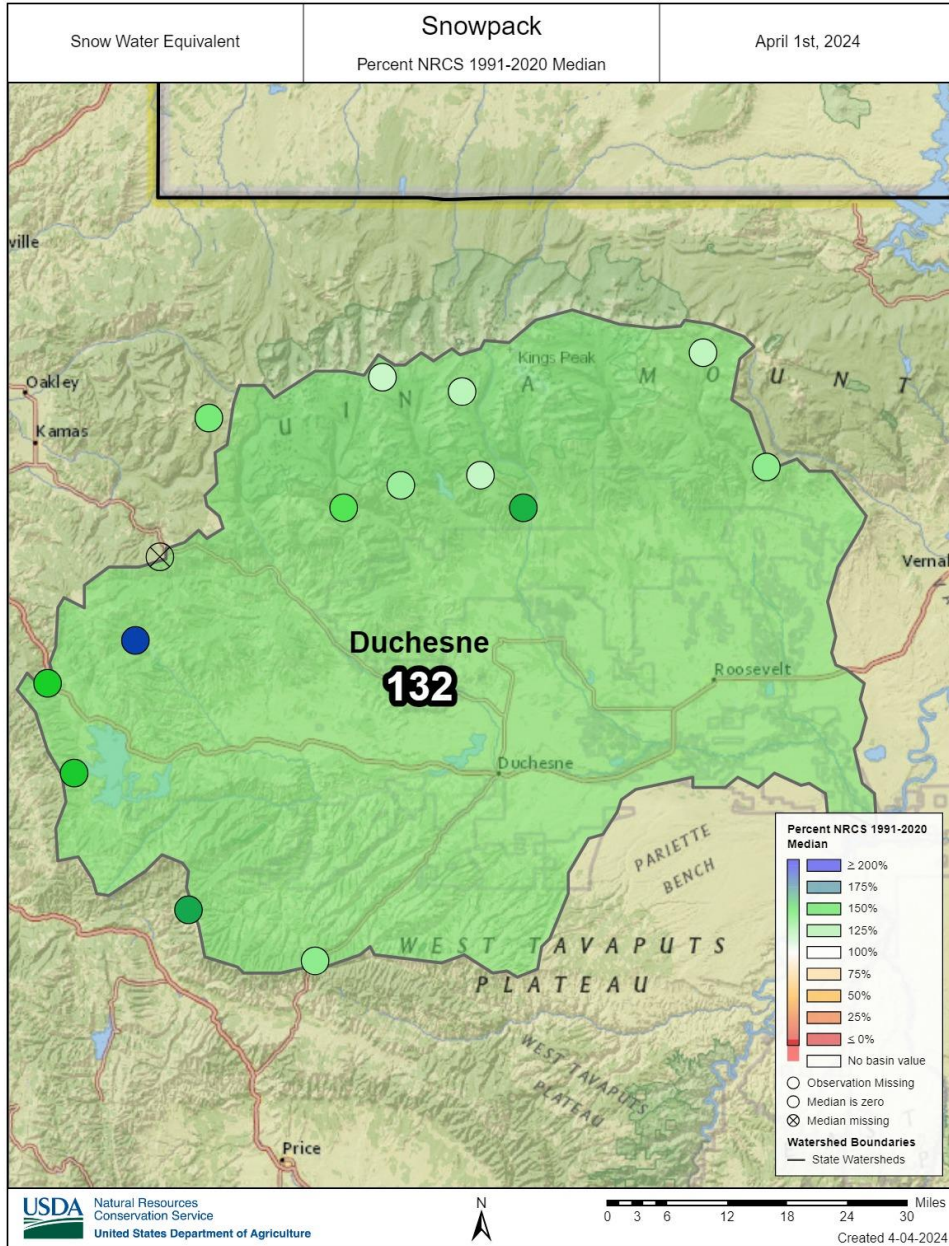 Snow Water Equivalent
Snowpack
Percent NRCS 1991-2020 Median
April 1st, 2024
ville
Oakley
Kamas
Kings Peak
U I N A M O U N T
Vernal
Duchesne
132
Roosevelt
Duchesne
PARIETTE
BENCH
WEST TAVAPUTS
PLATEAU
WEST TAVAPUTS
PLATEAU
Price
Percent NRCS 1991-2020
Median
≥ 200%
175%
150%
125%
100%
75%
50%
25%
≤ 0%
No basin value
Observation Missing
Median is zero
Median missing
Watershed Boundaries
State Watersheds
USDA
Natural Resources
Conservation Service
United States Department of Agriculture
N
Miles
0 3 6 12 18 24 30
Created 4-04-2024